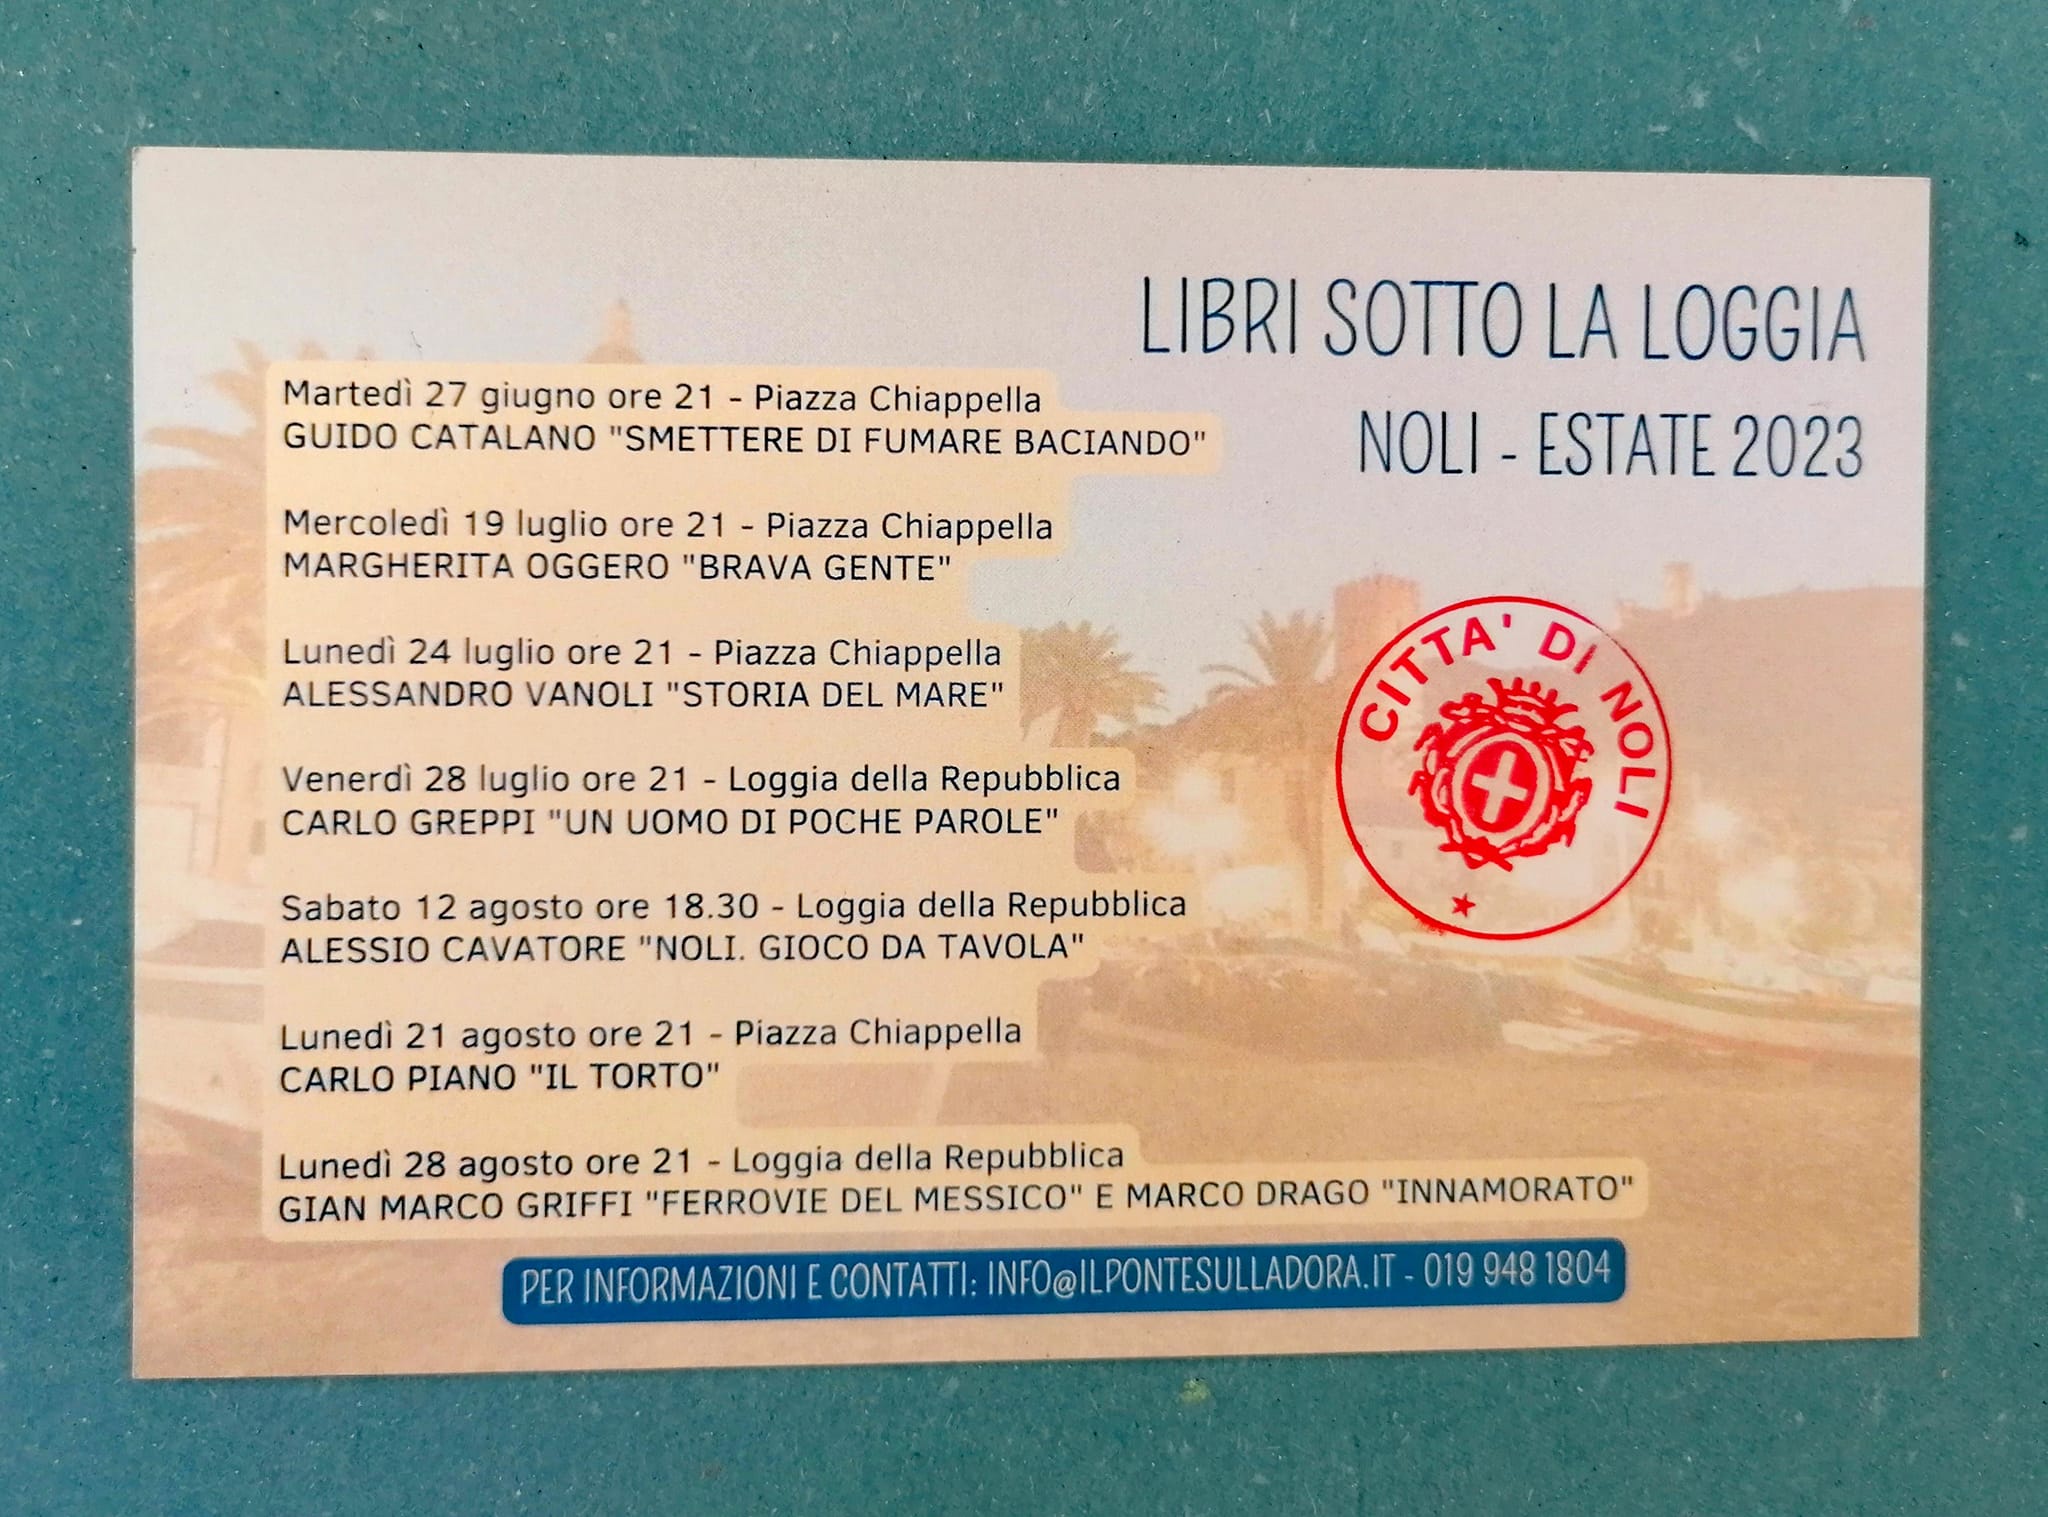 LIBRI SOTTO LA LOGGIA
NOLI - ESTATE 2023
Martedì 27 giugno ore 21 - Piazza Chiappella
GUIDO CATALANO "SMETTERE DI FUMARE BACIANDO"
Mercoledì 19 luglio ore 21 - Piazza Chiappella
MARGHERITA OGGERO "BRAVA GENTE"
Lunedì 24 luglio ore 21 - Piazza Chiappella
ALESSANDRO VANOLI "STORIA DEL MARE"
Venerdì 28 luglio ore 21 - Loggia della Repubblica
CARLO GREPPI "UN UOMO DI POCHE PAROLE"
Sabato 12 agosto ore 18.30 - Loggia della Repubblica
ALESSIO CAVATORE "NOLI. GIOCO DA TAVOLA"
Lunedì 21 agosto ore 21 - Piazza Chiappella
CARLO PIANO "IL TORTO"
Lunedì 28 agosto ore 21 - Loggia della Repubblica
GIAN MARCO GRIFFI "FERROVIE DEL MESSICO" E MARCO DRAGO "INNAMORATO"
CITTA' DI NOLI
PER INFORMAZIONI E CONTATTI: INFO@ILPONTESULLADORA.IT - 019 948 1804